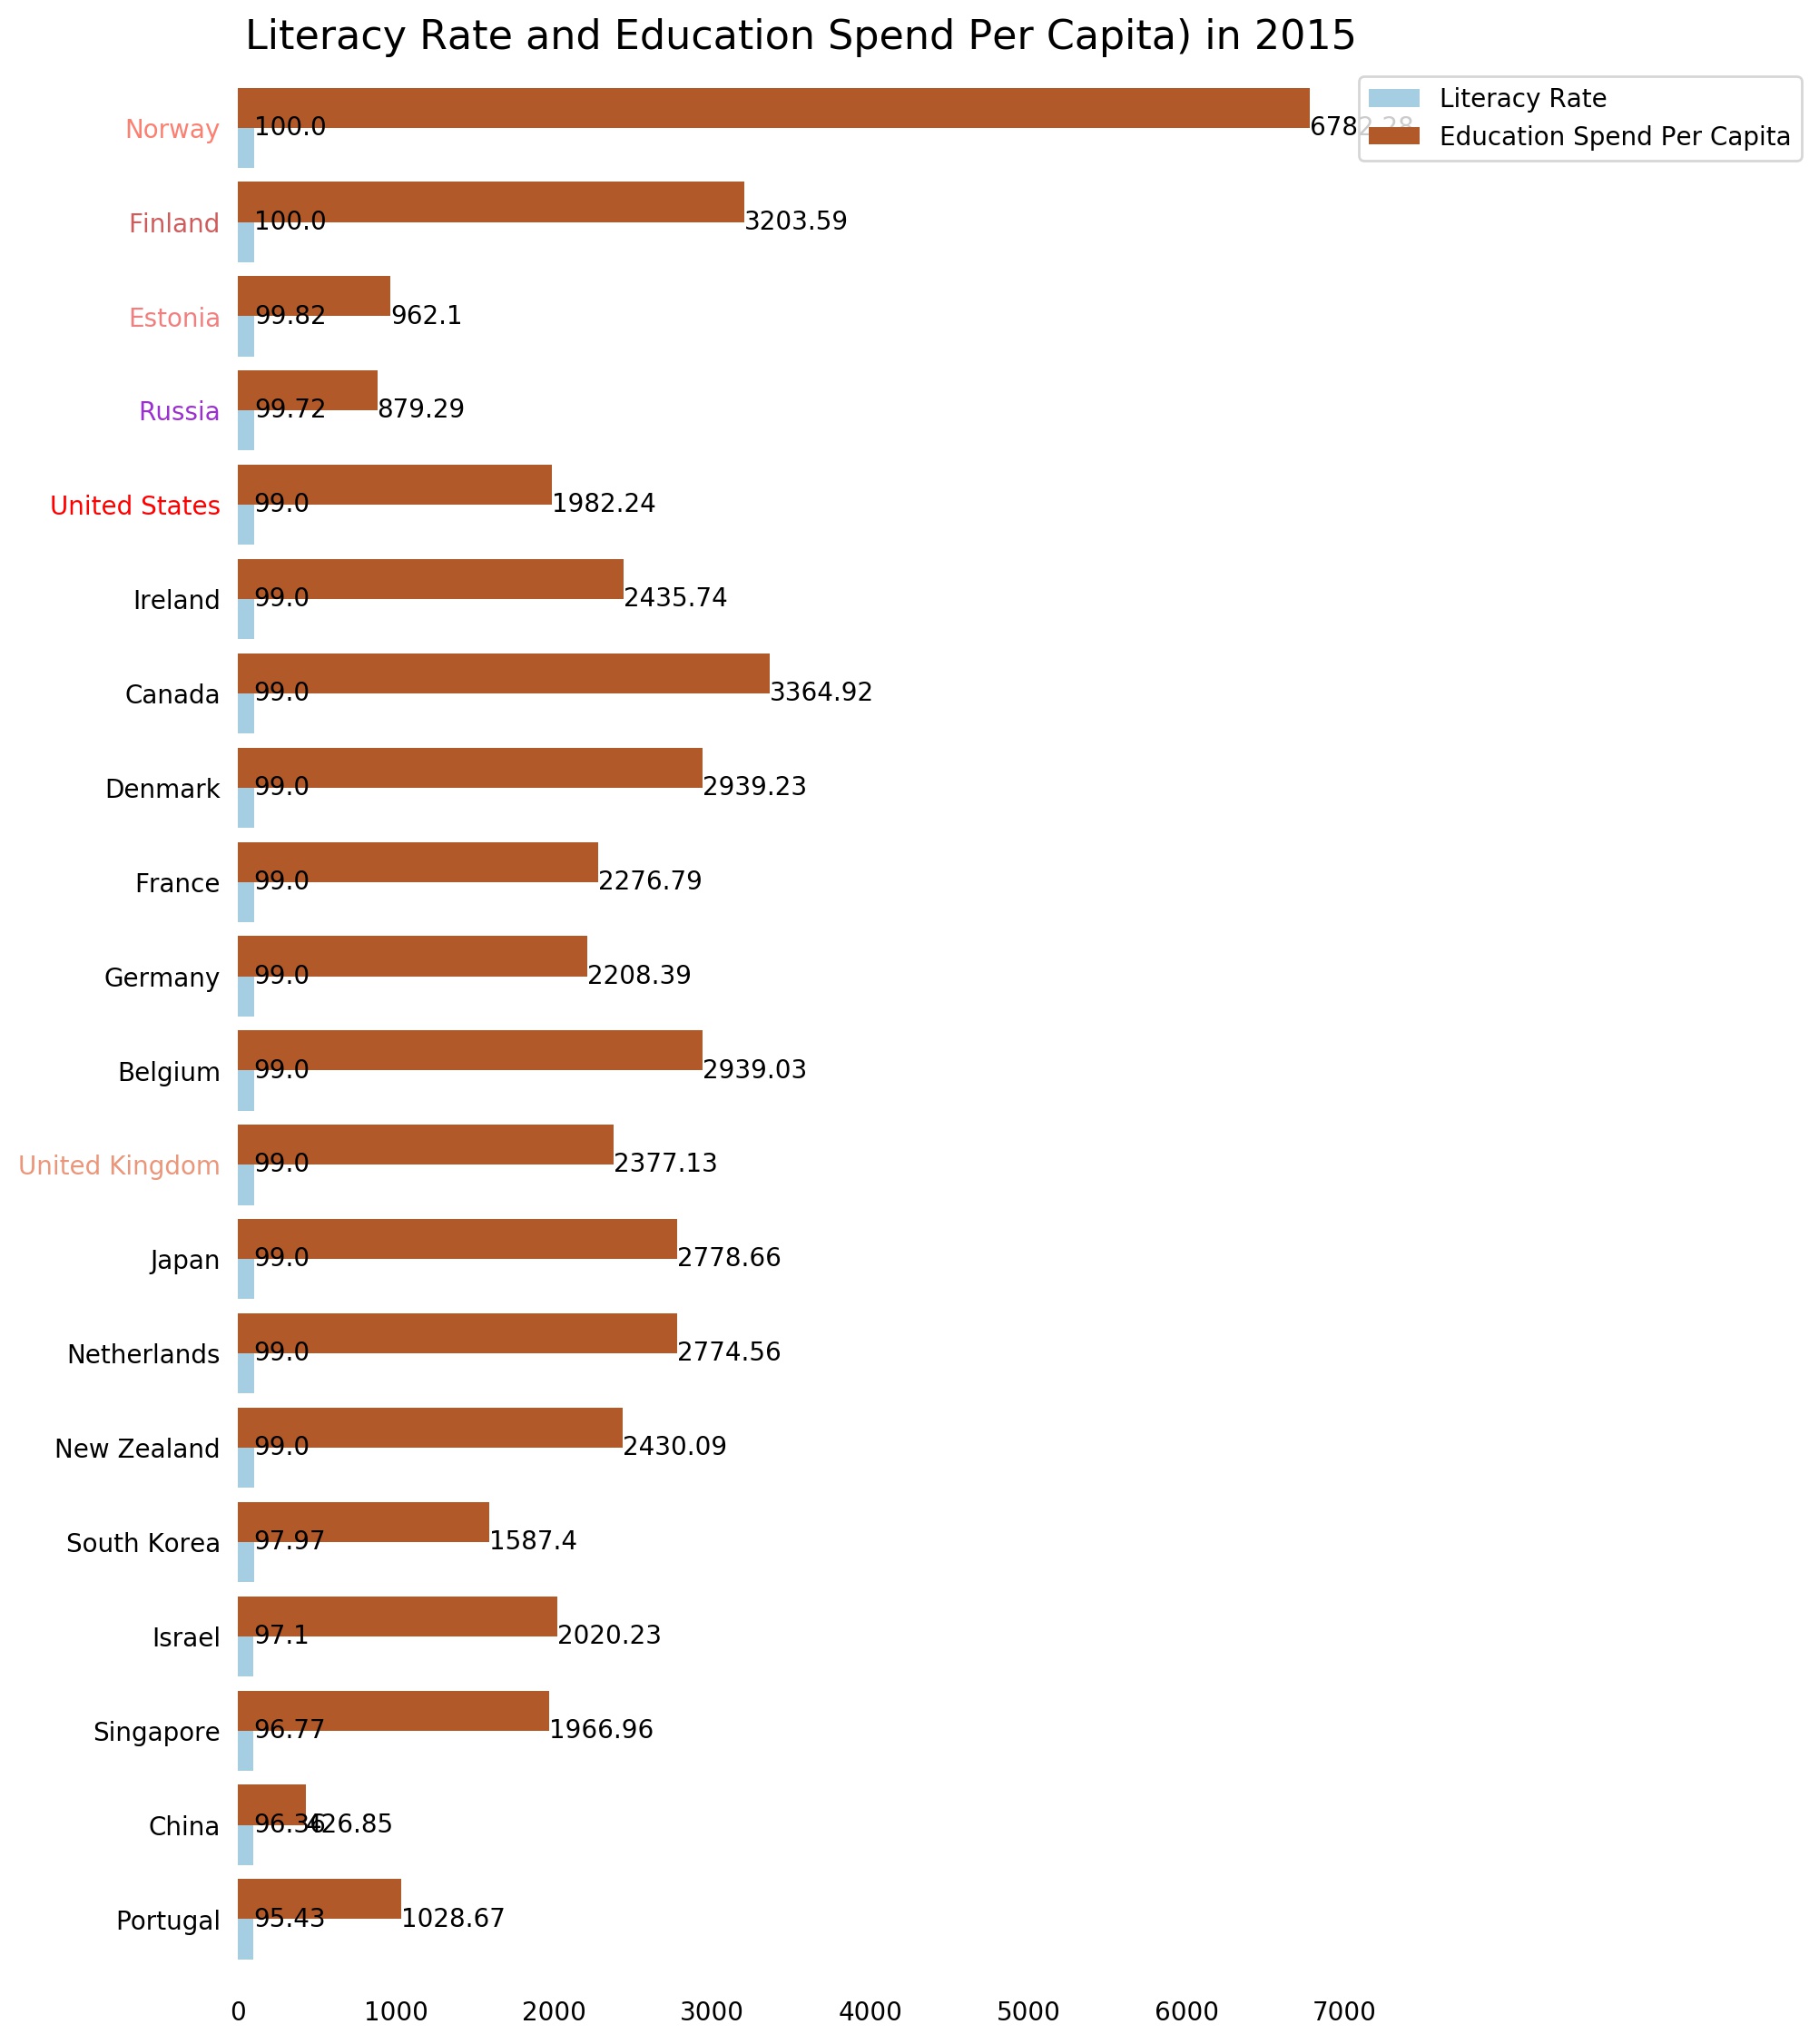 Literacy Rate and Education Spend Per Capita) in 2015
Literacy Rate
Education Spend Per Capita
Norway 100.0 6782.28
Finland 100.0 3203.59
Estonia 99.82 962.1
Russia 99.72 879.29
United States 99.0 1982.24
Ireland 99.0 2435.74
Canada 99.0 3364.92
Denmark 99.0 2939.23
France 99.0 2276.79
Germany 99.0 2208.39
Belgium 99.0 2939.03
United Kingdom 99.0 2377.13
Japan 99.0 2778.66
Netherlands 99.0 2774.56
New Zealand 99.0 2430.09
South Korea 97.97 1587.4
Israel 97.1 2020.23
Singapore 96.77 1966.96
China 96.36 426.85
Portugal 95.43 1028.67
0 1000 2000 3000 4000 5000 6000 7000